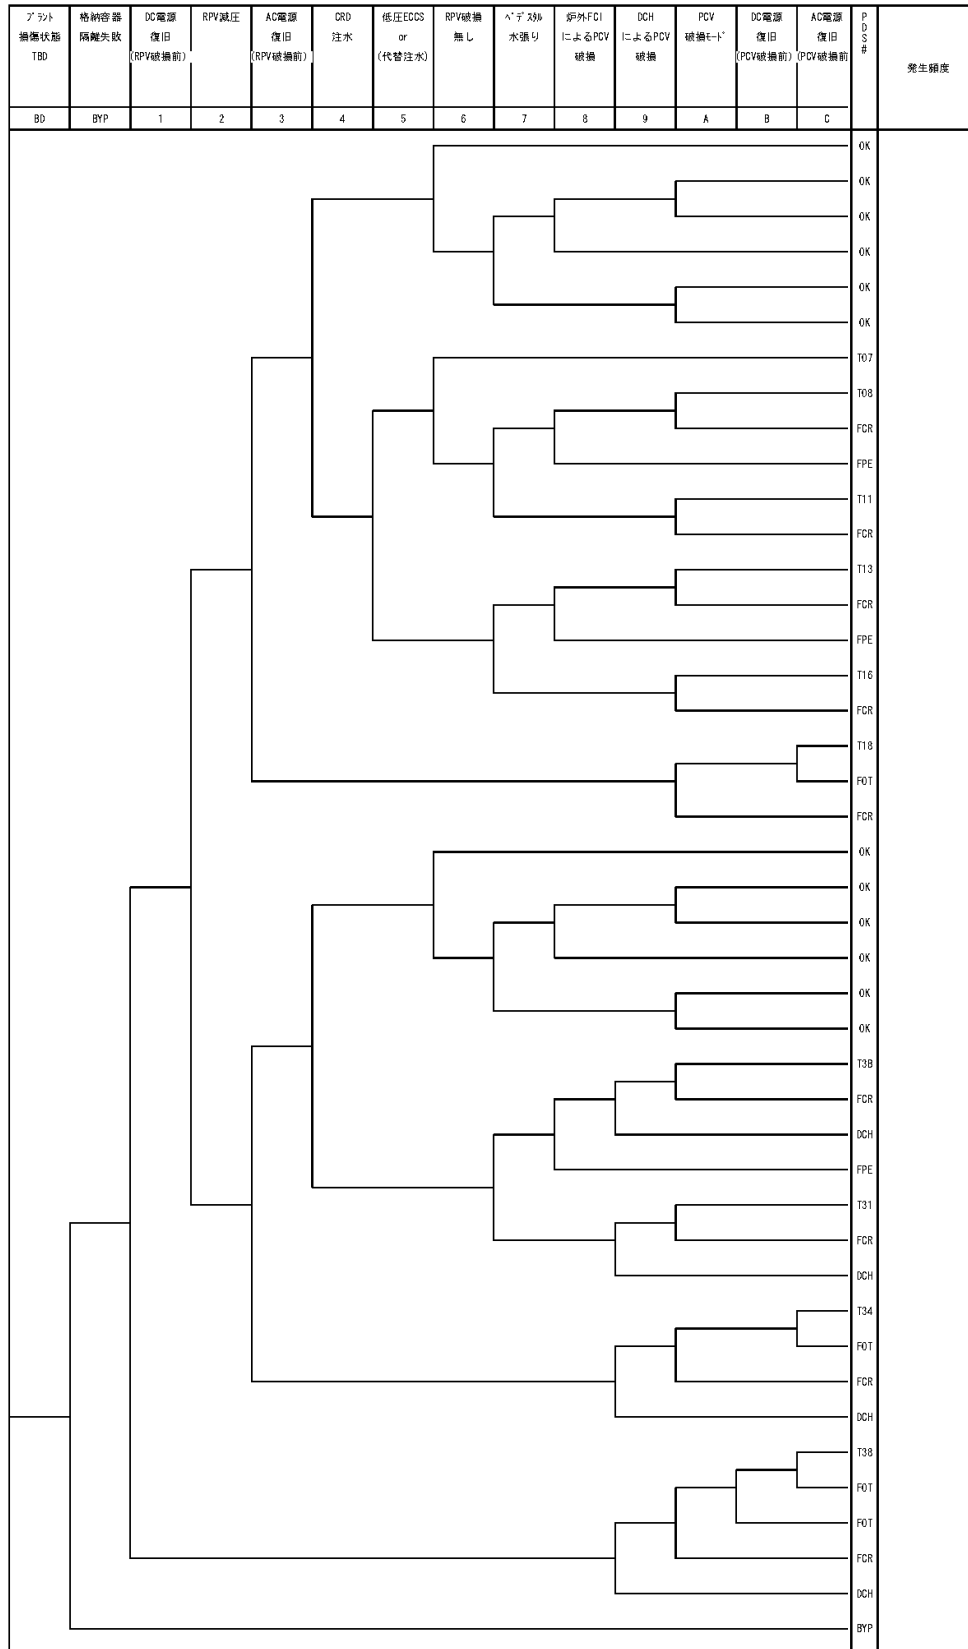 プラント
損傷状態
TBD
格納容器
隔離失敗
DC電源
復旧
(RPV破損前)
RPV減圧
AC電源
復旧
(RPV破損前)
CRD
注水
低圧ECCS
or
(代替注水)
RPV破損
無し
ペデスタル
水張り
炉外FCI
によるPCV
破損
DCH
によるPCV
破損
PCV
破損モード
DC電源
復旧
(PCV破損前)
AC電源
復旧
(PCV破損前
PDS#
発生頻度
BD BYP 1 2 3 4 5 6 7 8 9 A B C
OK
OK
OK
OK
OK
OK
T07
T08
FCR
FPE
T11
FCR
T13
FCR
FPE
T16
FCR
T18
FOT
FCR
OK
OK
OK
OK
OK
OK
T3B
FCR
DCH
FPE
T31
FCR
DCH
T34
FOT
FCR
DCH
T38
FOT
FOT
FCR
DCH
BYP